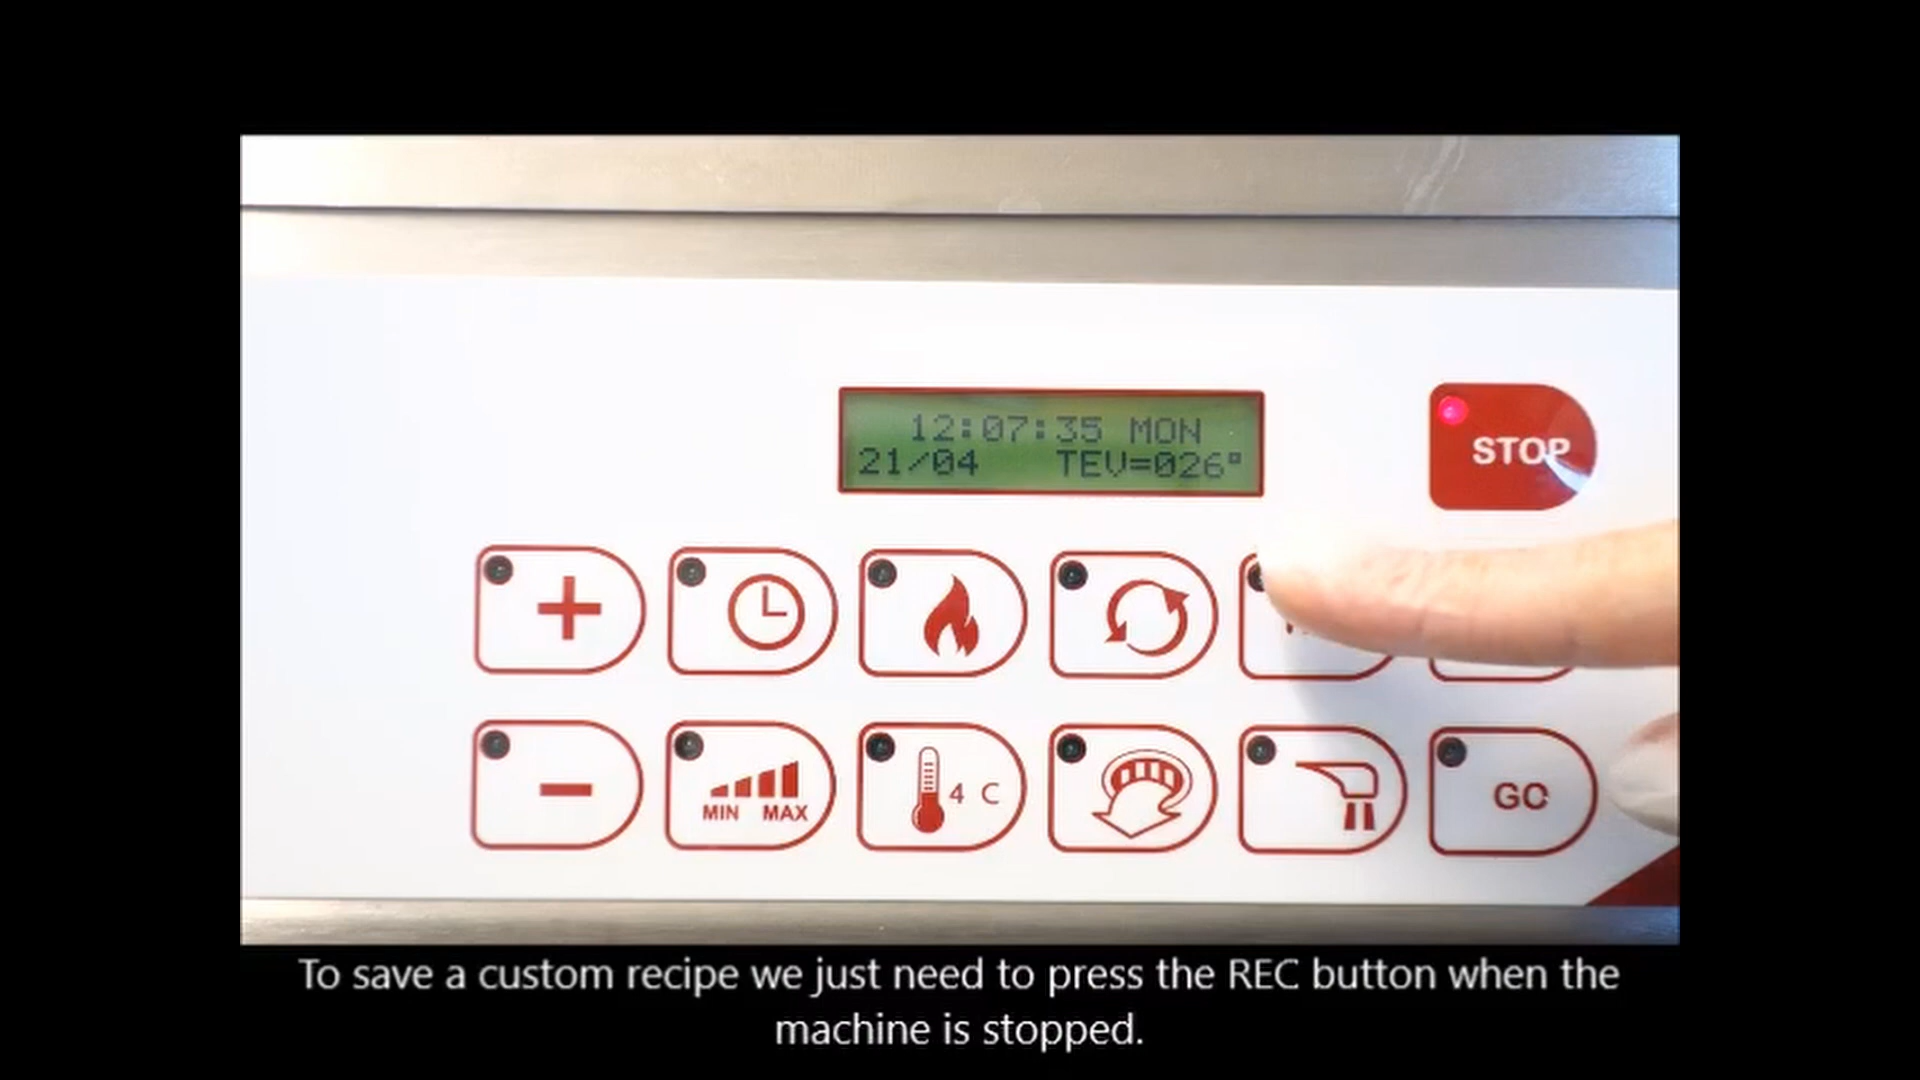 12:07:35 MON
21/04 TEV=026°
STOP
4 C
MIN MAX
GO
To save a custom recipe we just need to press the REC button when the
machine is stopped.